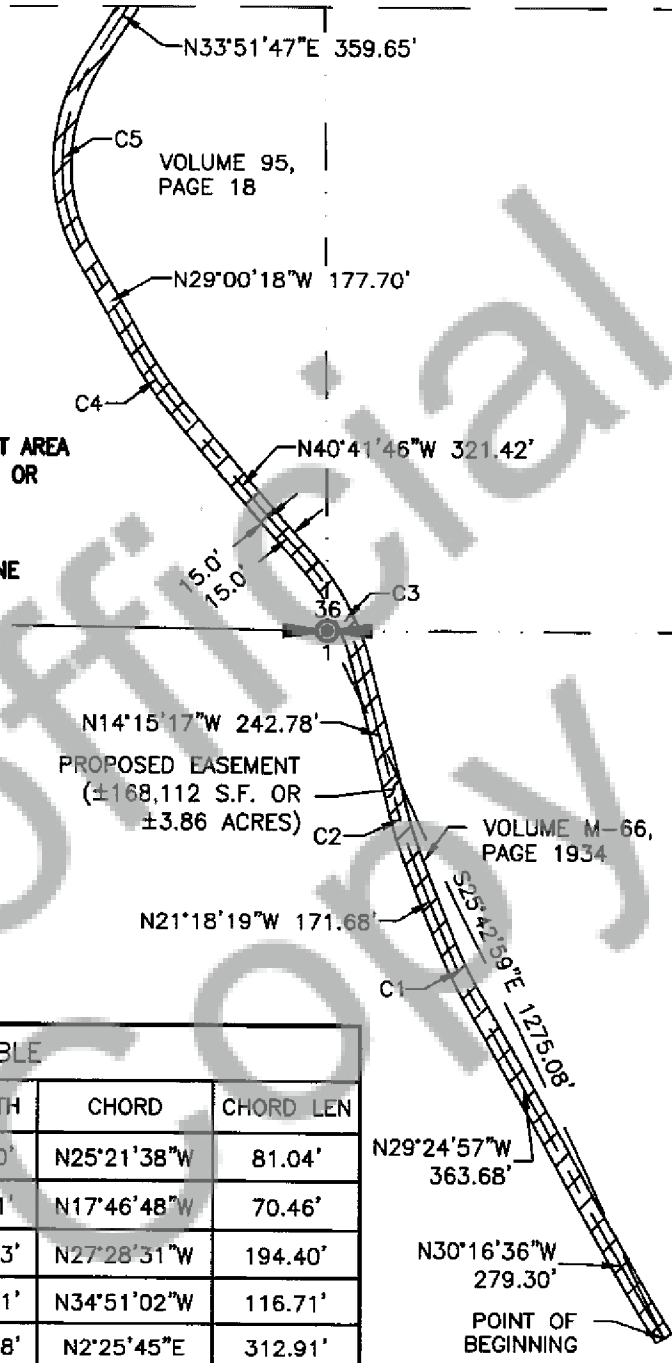 N33°51'47"E 359.65'
C5
VOLUME 95,
PAGE 18
N29°00'18"W 177.70'
C4
T AREA
OR
N40°41'46"W 321.42'
15.0'
15.0'
NE
C3
36
1
N14°15'17"W 242.78'
PROPOSED EASEMENT
(±168,112 S.F. OR
±3.86 ACRES)
C2
VOLUME M-66,
PAGE 1934
N21°18'19"W 171.68'
S25°42'59"E 1275.08'
C1
BLE
TH CHORD CHORD LEN
0' N25°21'38"W 81.04'
1' N17°46'48"W 70.46'
3' N27°28'31"W 194.40'
1' N34°51'02"W 116.71'
8' N2°25'45"E 312.91'
N29°24'57"W
363.68'
N30°16'36"W
279.30'
POINT OF
BEGINNING
official
Copy